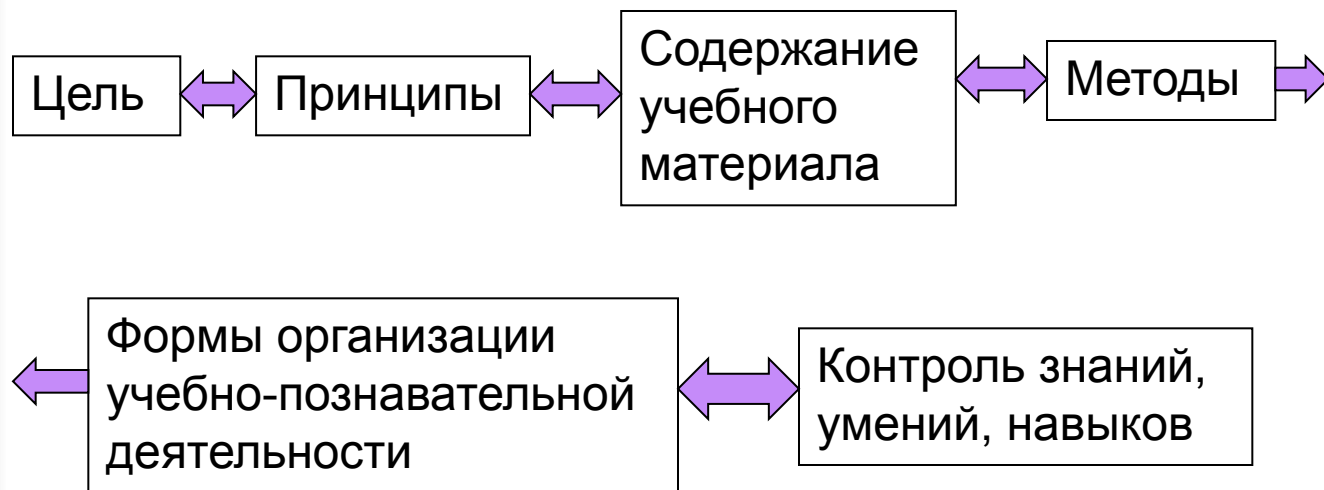 Цель
Принципы
Содержание
учебного
материала
Методы
Формы организации
учебно-познавательной
деятельности
Контроль знаний,
умений, навыков